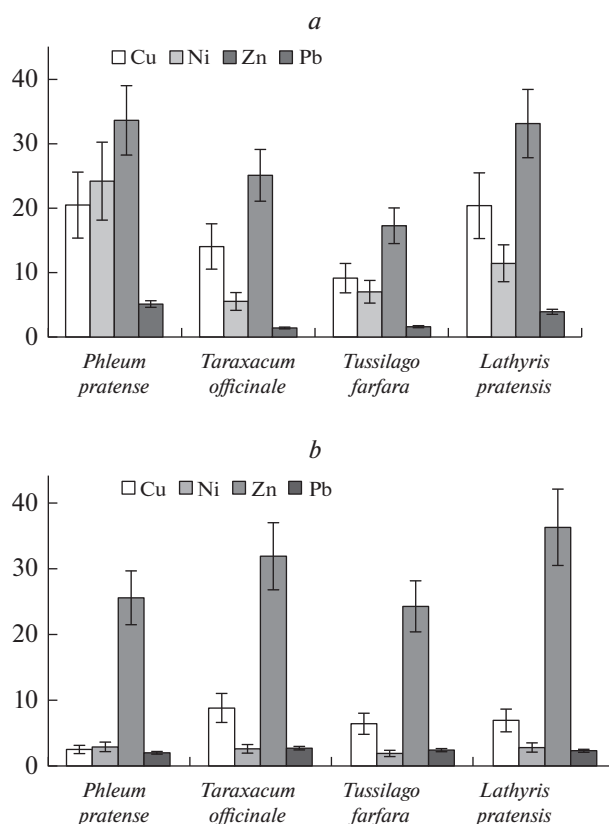 a
Cu Ni Zn Pb
40
30
20
10
0
Phleum pratense
Taraxacum officinale
Tussilago farfara
Lathyris pratensis
b
Cu Ni Zn Pb
40
30
20
10
0
Phleum pratense
Taraxacum officinale
Tussilago farfara
Lathyris pratensis